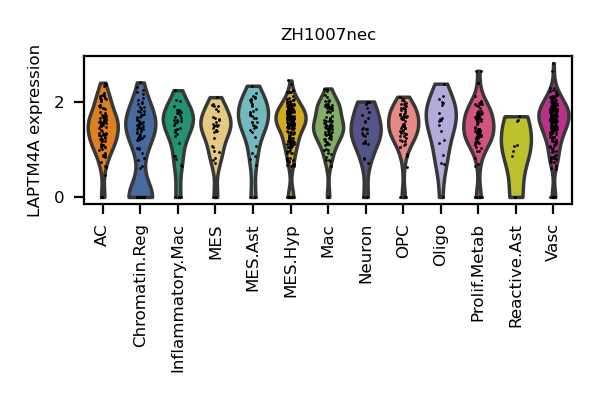 ZH1007nec
LAPTM4A expression
2
0
AC
Chromatin.Reg
Inflammatory.Mac
MES
MES.Ast
MES.Hyp
Mac
Neuron
OPC
Oligo
Prolif.Metab
Reactive.Ast
Vasc